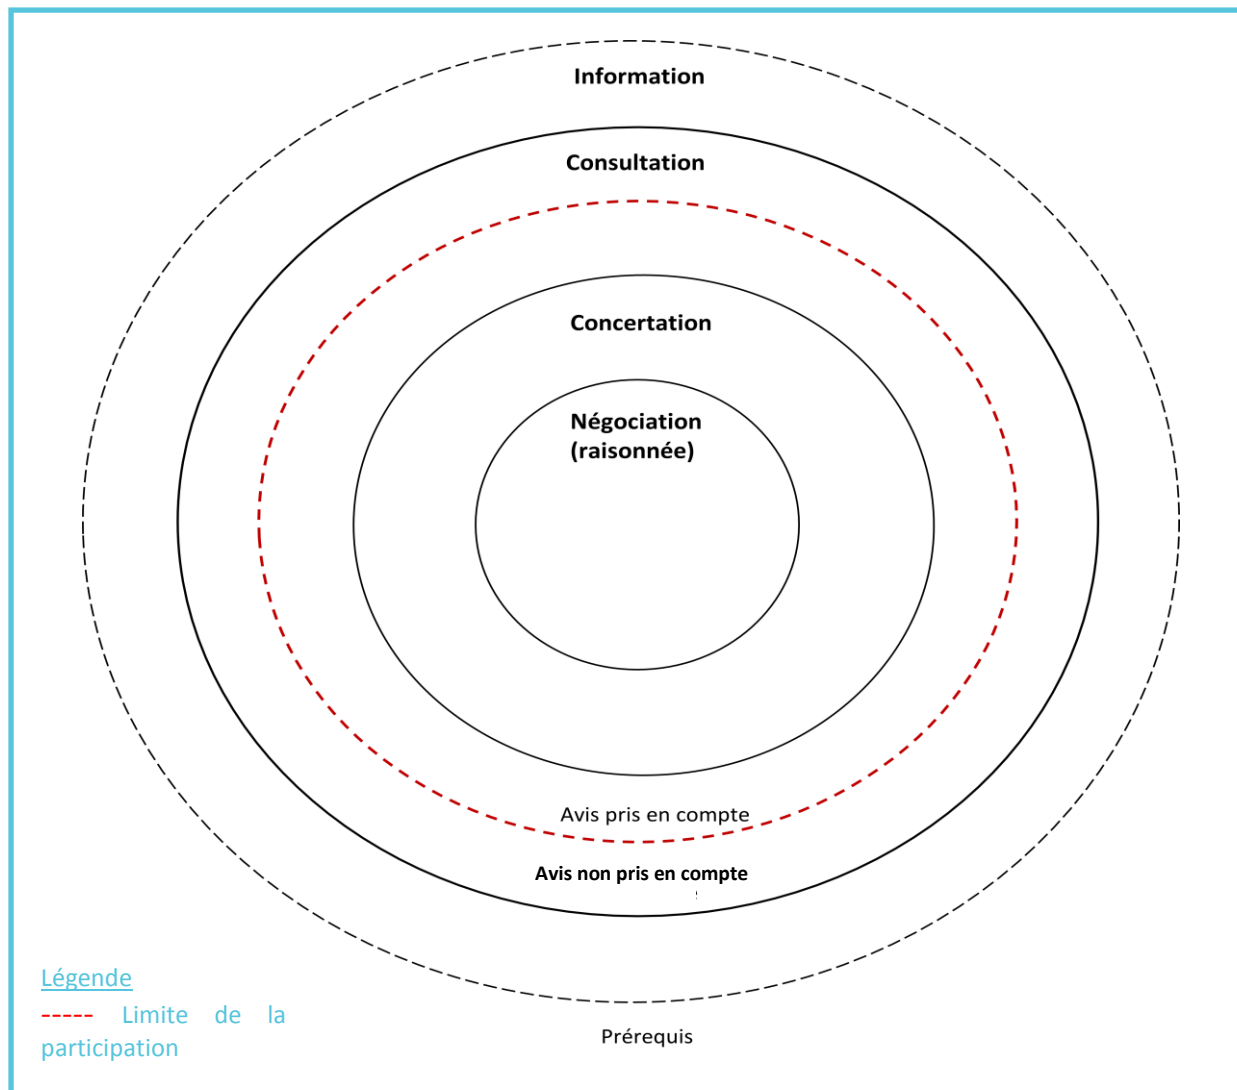 Information
Consultation
Concertation
Négociation
(raisonnée)
Avis pris en compte
Avis non pris en compte
Légende
----- Limite de la
participation
Prérequis